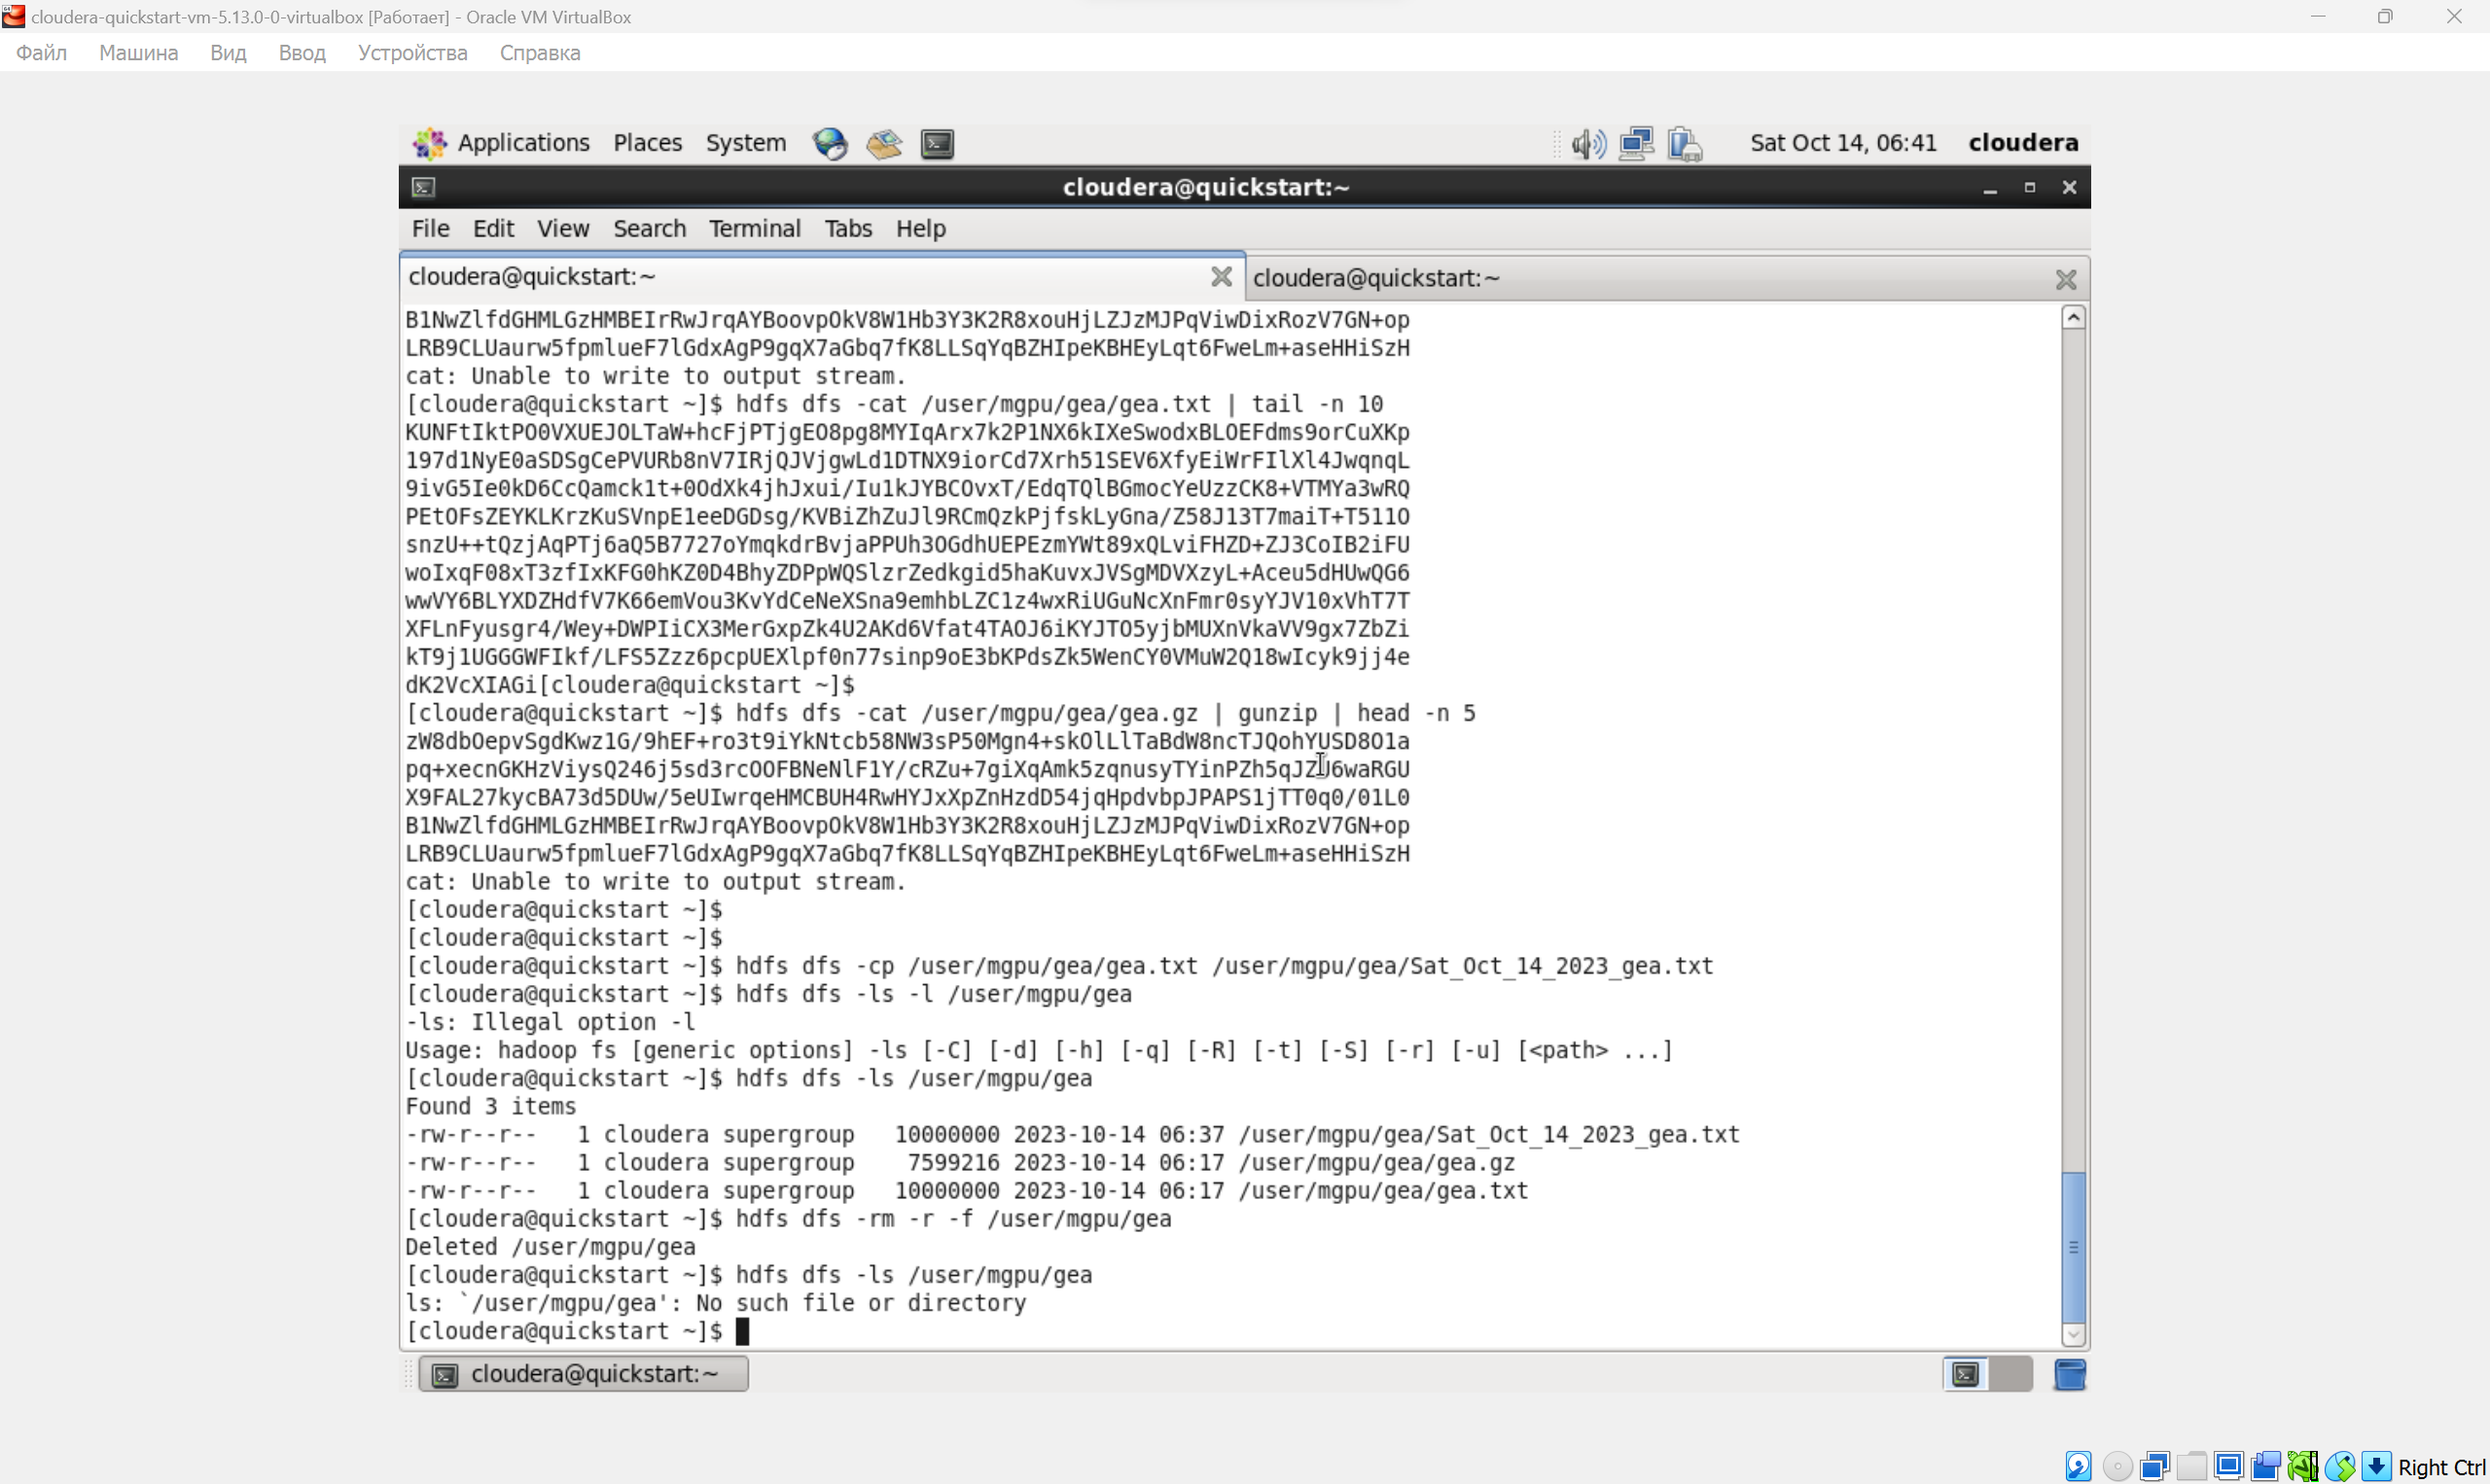 cloudera-quickstart-vm-5.13.0-0-virtualbox [Работает] - Oracle VM VirtualBox
Файл Машина Вид Ввод Устройства Справка
Applications Places System Sat Oct 14, 06:41 cloudera
cloudera@quickstart:~
File Edit View Search Terminal Tabs Help
cloudera@quickstart:~ cloudera@quickstart:~
B1NwZlfdGHMLGzHMBEIrRwJrqAYBoovpOkV8W1Hb3Y3K2R8xouHjLZJzMJPqViwDixRozV7GN+op
LRB9CLUaurw5fpmlueF7lGdxAgP9gqX7aGbq7fK8LLSqYqBZHIpeKBHEyLqt6FweLm+aseHHiSzH
cat: Unable to write to output stream.
[cloudera@quickstart ~]$ hdfs dfs -cat /user/mgpu/gea/gea.txt | tail -n 10
KUNFtIktPO0VXUEJOLTaW+hcFjPTjgEO8pg8MYIqArx7k2P1NX6kIXeSwodxBLOEFdms9orCuXKp
197d1NyE0aSDSgCePVURb8nV7IRjQJVjgwLd1DTNX9iorCd7Xrh51SEV6XfyEiWrFIlXl4JwqnqL
9ivG5Ie0kD6CcQamck1t+0OdXk4jhJxui/Iu1kJYBCOvxT/EdqTQlBGmocYeUzzCK8+VTMYa3wRQ
PEtOFsZEYKLKrzKuSVnpE1eeDGDsg/KVBiZhZuJl9RCmQzkPjfskLyGna/Z58J13T7maiT+T511O
snzU++tQzjAqPTj6aQ5B7727oYmqkdrBvjaPPUh3OGdhUEPEzmYWt89xQLviFHZD+ZJ3CoIB2iFU
woIxqF08xT3zfIxKFG0hKZ0D4BhyZDPpWQSlzrZedkgid5haKuvxJVSgMDVXzyL+Aceu5dHUwQG6
wwVY6BLYXDZHdfV7K66emVou3KvYdCeNeXSna9emhbLZC1z4wxRiUGuNcXnFmr0syYJV10xVhT7T
XFLnFyusgr4/Wey+DWPIiCX3MerGxpZk4U2AKd6Vfat4TAOJ6iKYJTO5yjbMUXnVkaVV9gx7ZbZi
kT9j1UGGGWFIkf/LFS5Zzz6pcpUEXlpf0n77sinp9oE3bKPdsZk5WenCY0VMuW2Q18wIcyk9jj4e
dK2VcXIAGi[cloudera@quickstart ~]$
[cloudera@quickstart ~]$ hdfs dfs -cat /user/mgpu/gea/gea.gz | gunzip | head -n 5
zW8dbOepvSgdKwz1G/9hEF+ro3t9iYkNtcb58NW3sP50Mgn4+skOlLlTaBdW8ncTJQohYUSD8O1a
pq+xecnGKHzViysQ246j5sd3rcOOFBNeNlF1Y/cRZu+7giXqAmk5zqnusyTYinPZh5qJZU6waRGU
X9FAL27kycBA73d5DUw/5eUIwrqeHMCBUH4RwHYJxXpZnHzdD54jqHpdvbpJPAPS1jTT0q0/01L0
B1NwZlfdGHMLGzHMBEIrRwJrqAYBoovpOkV8W1Hb3Y3K2R8xouHjLZJzMJPqViwDixRozV7GN+op
LRB9CLUaurw5fpmlueF7lGdxAgP9gqX7aGbq7fK8LLSqYqBZHIpeKBHEyLqt6FweLm+aseHHiSzH
cat: Unable to write to output stream.
[cloudera@quickstart ~]$
[cloudera@quickstart ~]$
[cloudera@quickstart ~]$ hdfs dfs -cp /user/mgpu/gea/gea.txt /user/mgpu/gea/Sat_Oct_14_2023_gea.txt
[cloudera@quickstart ~]$ hdfs dfs -ls -l /user/mgpu/gea
-ls: Illegal option -l
Usage: hadoop fs [generic options] -ls [-C] [-d] [-h] [-q] [-R] [-t] [-S] [-r] [-u] [<path> ...]
[cloudera@quickstart ~]$ hdfs dfs -ls /user/mgpu/gea
Found 3 items
-rw-r--r--   1 cloudera supergroup   10000000 2023-10-14 06:37 /user/mgpu/gea/Sat_Oct_14_2023_gea.txt
-rw-r--r--   1 cloudera supergroup    7599216 2023-10-14 06:17 /user/mgpu/gea/gea.gz
-rw-r--r--   1 cloudera supergroup   10000000 2023-10-14 06:17 /user/mgpu/gea/gea.txt
[cloudera@quickstart ~]$ hdfs dfs -rm -r -f /user/mgpu/gea
Deleted /user/mgpu/gea
[cloudera@quickstart ~]$ hdfs dfs -ls /user/mgpu/gea
ls: `/user/mgpu/gea': No such file or directory
[cloudera@quickstart ~]$
cloudera@quickstart:~
Right Ctrl